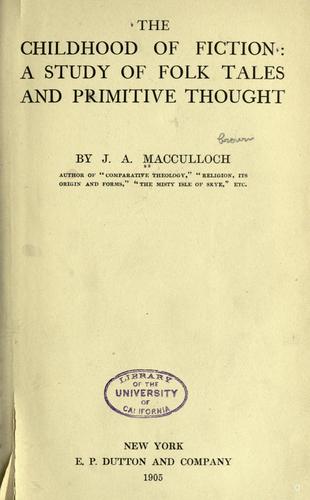 THE
CHILDHOOD OF FICTION:
A STUDY OF FOLK TALES
AND PRIMITIVE THOUGHT
BY J. A. MACCULLOCH
AUTHOR OF "COMPARATIVE THEOLOGY," "RELIGION, ITS
ORIGIN AND FORMS," "THE MISTY ISLE OF SKYE," ETC.
LIBRARY
OF THE
UNIVERSITY
OF
CALIFORNIA
NEW YORK
E. P. DUTTON AND COMPANY
1905